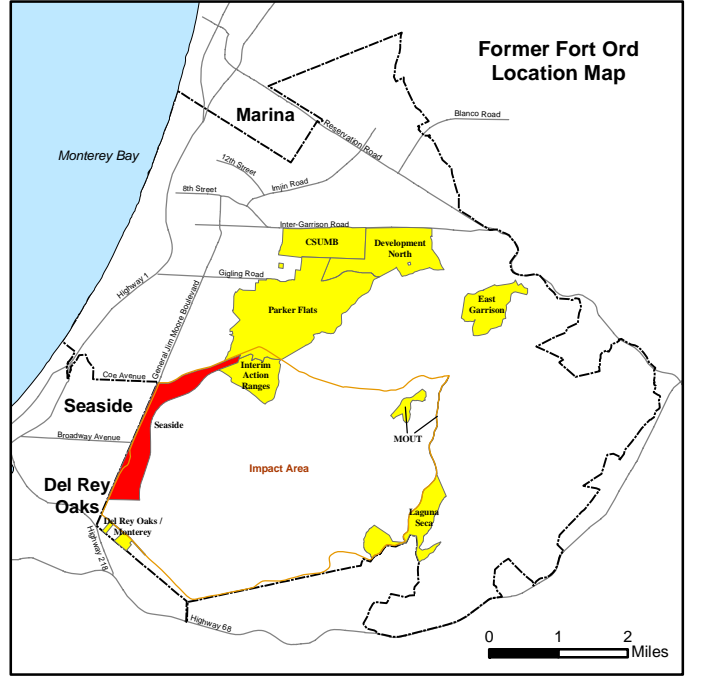 Former Fort Ord
Location Map
Marina
Blanco Road
Reservation Road
Monterey Bay
12th Street
Imjin Road
8th Street
Inter-Garrison Road
CSUMB
Development
North
Gigling Road
Highway 1
General Jim Moore Boulevard
Parker Flats
East
Garrison
Interim
Action
Ranges
Coe Avenue
Seaside
Seaside
Broadway Avenue
MOUT
Impact Area
Del Rey
Oaks
Laguna
Seca
Del Rey Oaks /
Monterey
Highway 218
Highway 68
0 1 2
Miles